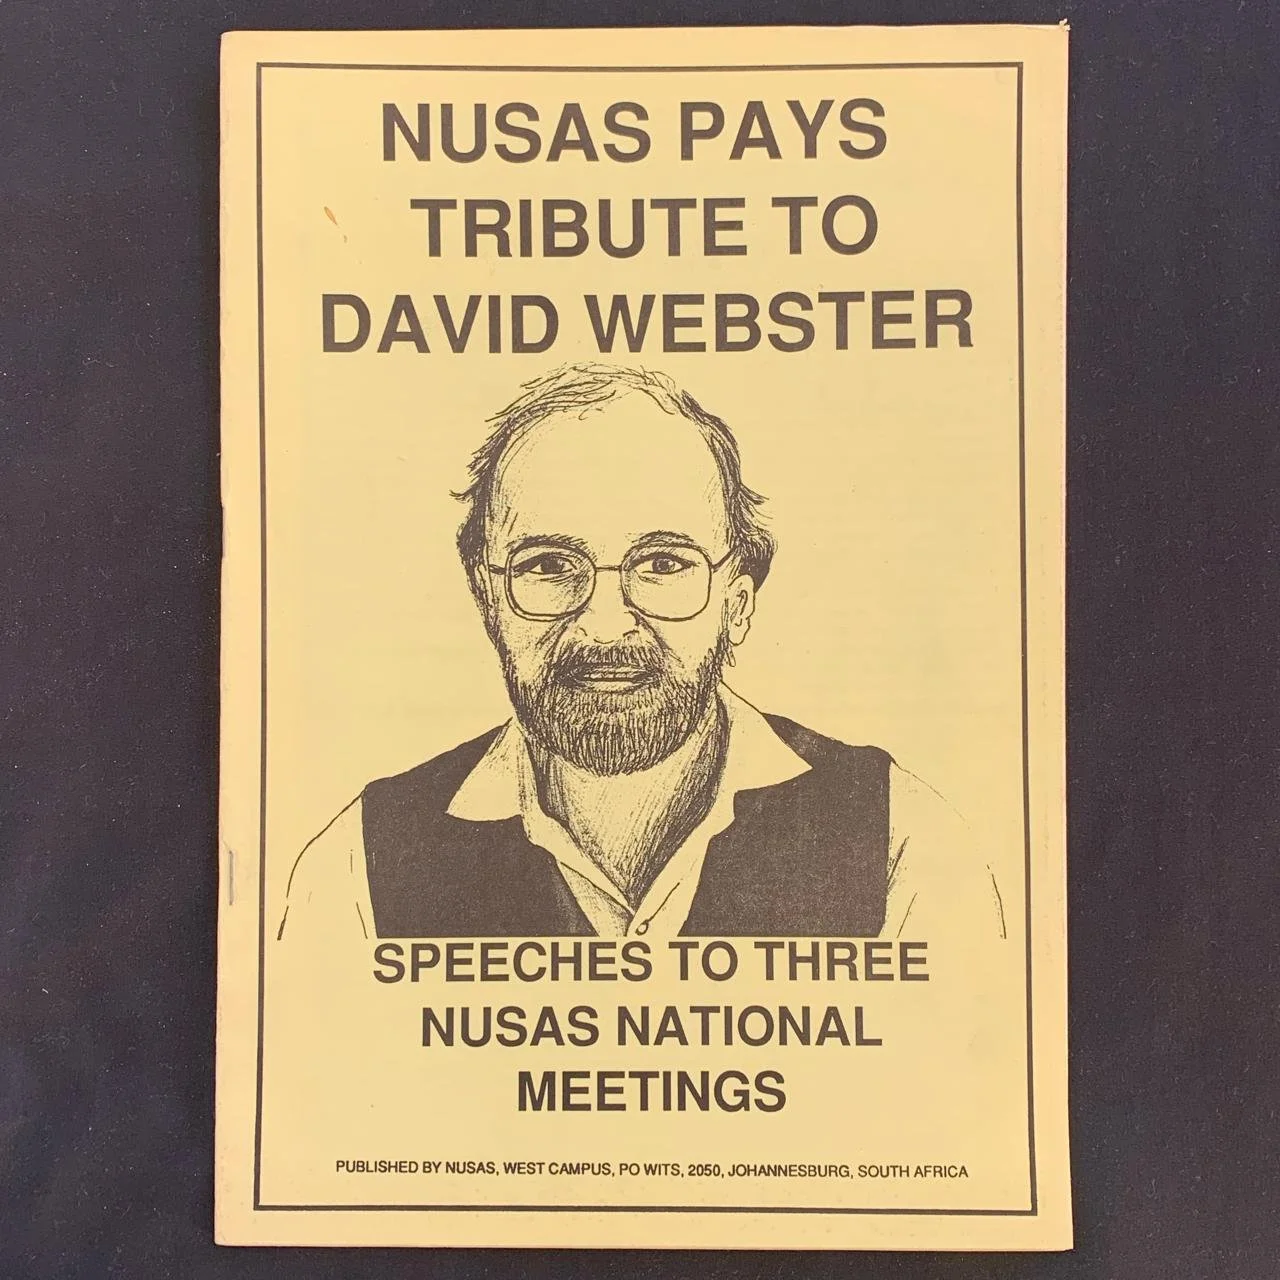 NUSAS PAYS
TRIBUTE TO
DAVID WEBSTER
SPEECHES TO THREE
NUSAS NATIONAL
MEETINGS
PUBLISHED BY NUSAS, WEST CAMPUS, PO WITS, 2050, JOHANNESBURG, SOUTH AFRICA